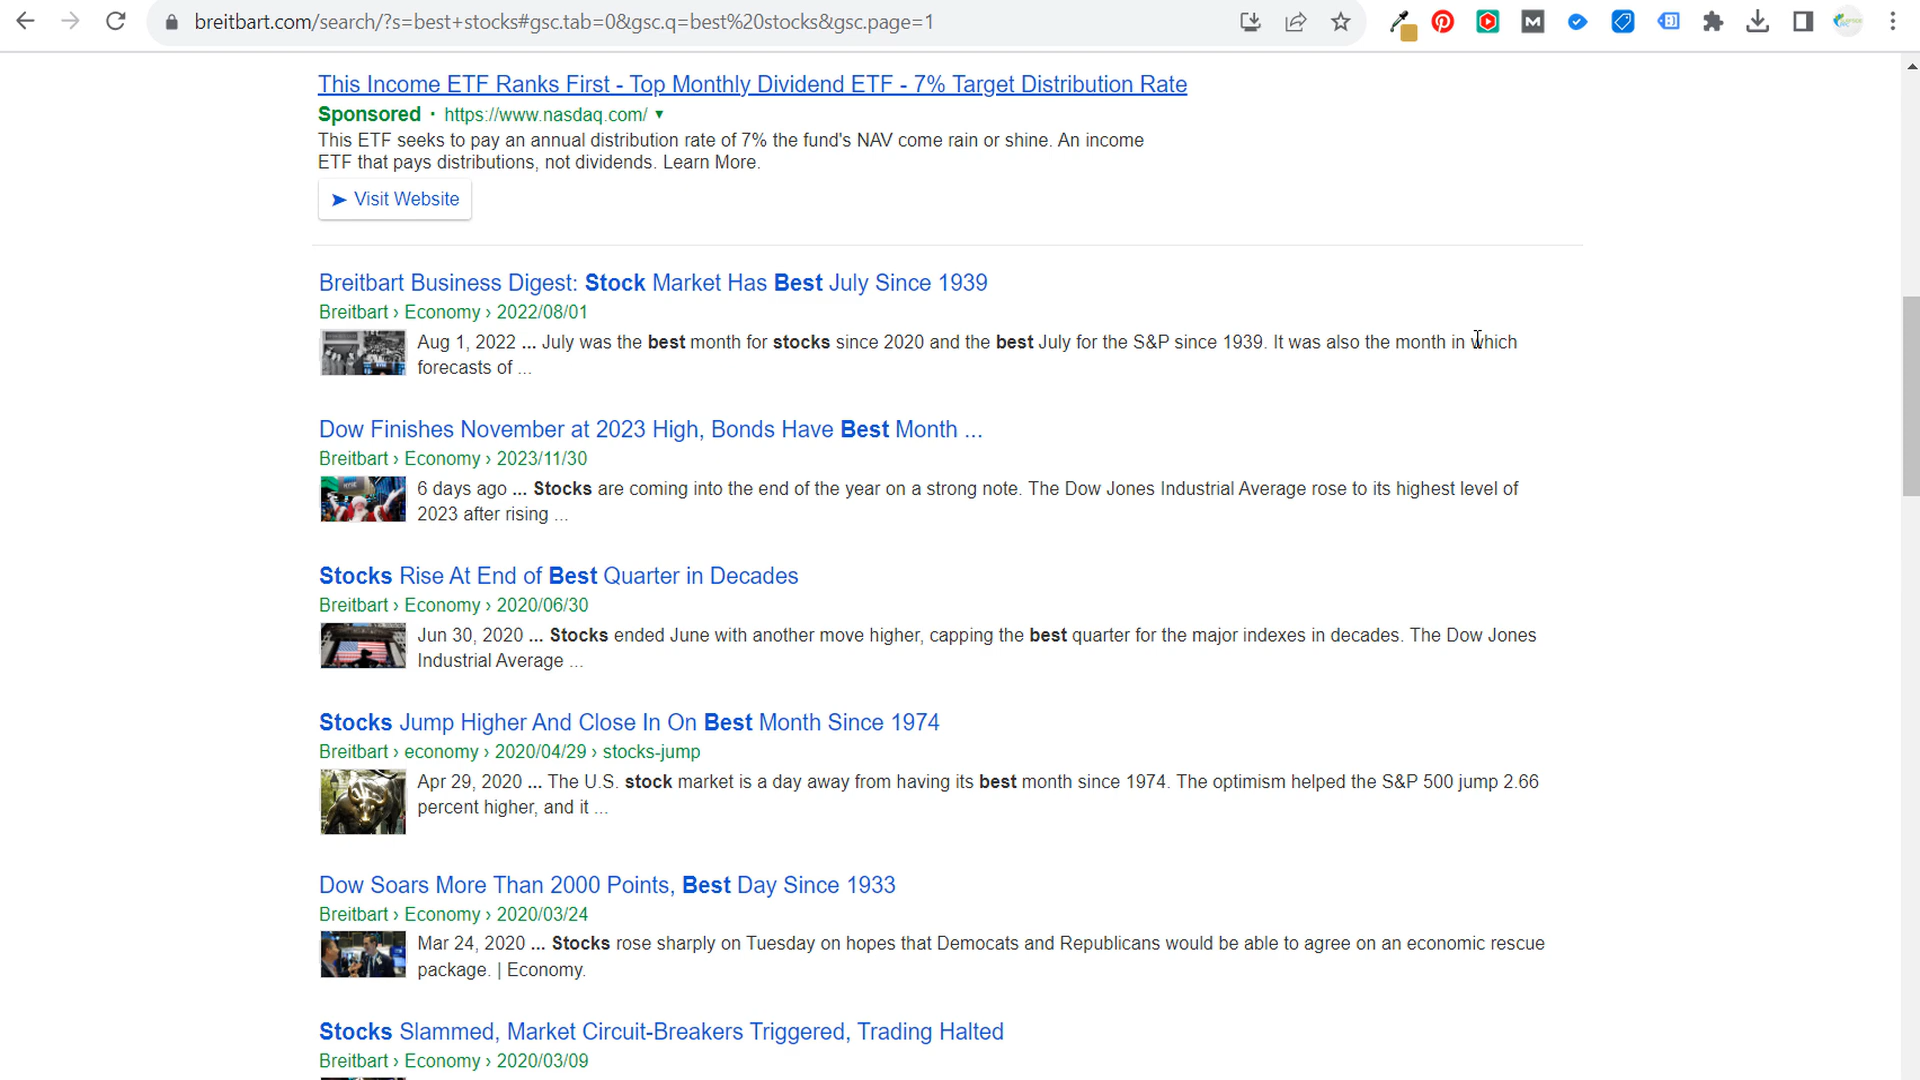 breitbart.com/search/?s=best+stocks#gsc.tab=0&gsc.q=best%20stocks&gsc.page=1
This Income ETF Ranks First - Top Monthly Dividend ETF - 7% Target Distribution Rate
Sponsored · https://www.nasdaq.com/ ▼
This ETF seeks to pay an annual distribution rate of 7% the fund's NAV come rain or shine. An income
ETF that pays distributions, not dividends. Learn More.
➤ Visit Website
Breitbart Business Digest: Stock Market Has Best July Since 1939
Breitbart › Economy › 2022/08/01
Aug 1, 2022 ... July was the best month for stocks since 2020 and the best July for the S&P since 1939. It was also the month in which
forecasts of ...
Dow Finishes November at 2023 High, Bonds Have Best Month ...
Breitbart › Economy › 2023/11/30
6 days ago ... Stocks are coming into the end of the year on a strong note. The Dow Jones Industrial Average rose to its highest level of
2023 after rising ...
Stocks Rise At End of Best Quarter in Decades
Breitbart › Economy › 2020/06/30
Jun 30, 2020 ... Stocks ended June with another move higher, capping the best quarter for the major indexes in decades. The Dow Jones
Industrial Average ...
Stocks Jump Higher And Close In On Best Month Since 1974
Breitbart › economy › 2020/04/29 › stocks-jump
Apr 29, 2020 ... The U.S. stock market is a day away from having its best month since 1974. The optimism helped the S&P 500 jump 2.66
percent higher, and it ...
Dow Soars More Than 2000 Points, Best Day Since 1933
Breitbart › Economy › 2020/03/24
Mar 24, 2020 ... Stocks rose sharply on Tuesday on hopes that Democats and Republicans would be able to agree on an economic rescue
package. | Economy.
Stocks Slammed, Market Circuit-Breakers Triggered, Trading Halted
Breitbart › Economy › 2020/03/09